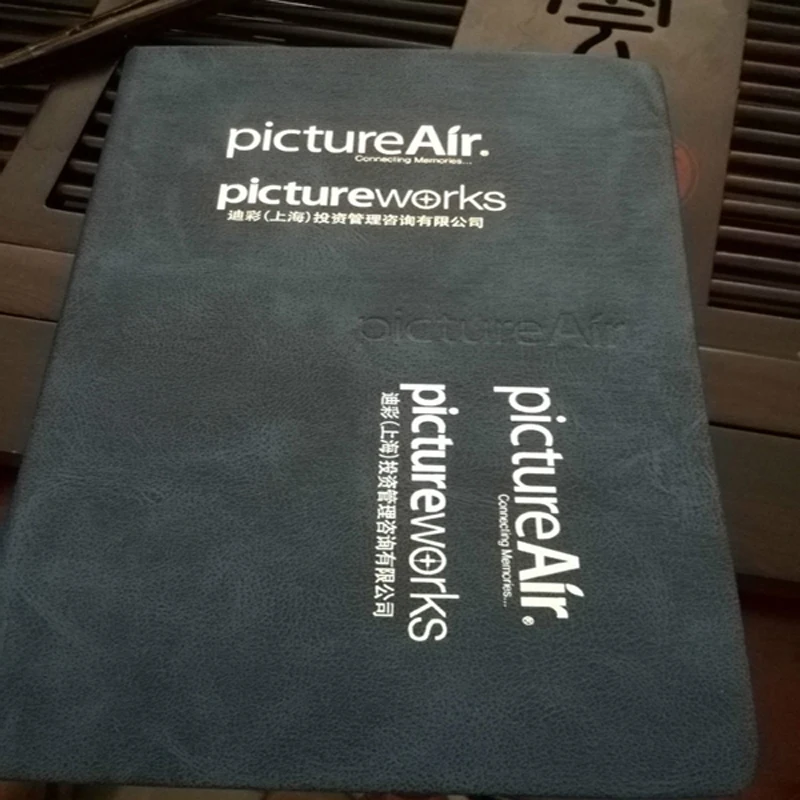 雲
pictureAir.
Connecting Memories...
pictureworks
迪彩(上海)投资管理咨询有限公司
pictureAir
pictureAir®
Connecting Memories...
pictureworks
迪彩(上海)投资管理咨询有限公司